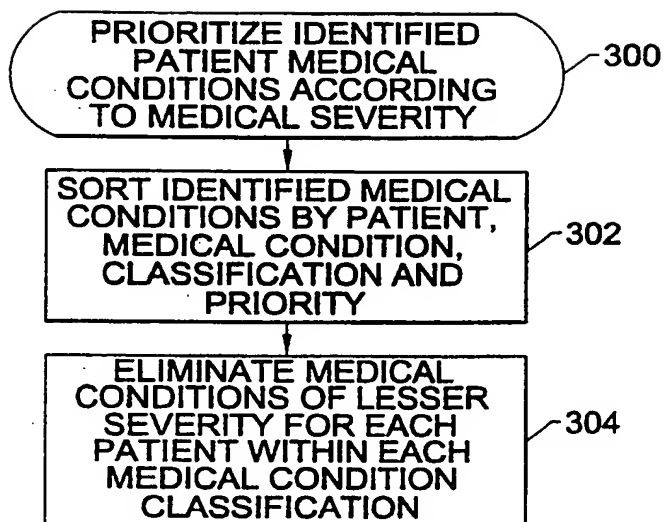 PRIORITIZE IDENTIFIED
PATIENT MEDICAL
CONDITIONS ACCORDING
TO MEDICAL SEVERITY
300
SORT IDENTIFIED MEDICAL
CONDITIONS BY PATIENT,
MEDICAL CONDITION,
CLASSIFICATION AND
PRIORITY
302
ELIMINATE MEDICAL
CONDITIONS OF LESSER
SEVERITY FOR EACH
PATIENT WITHIN EACH
MEDICAL CONDITION
CLASSIFICATION
304